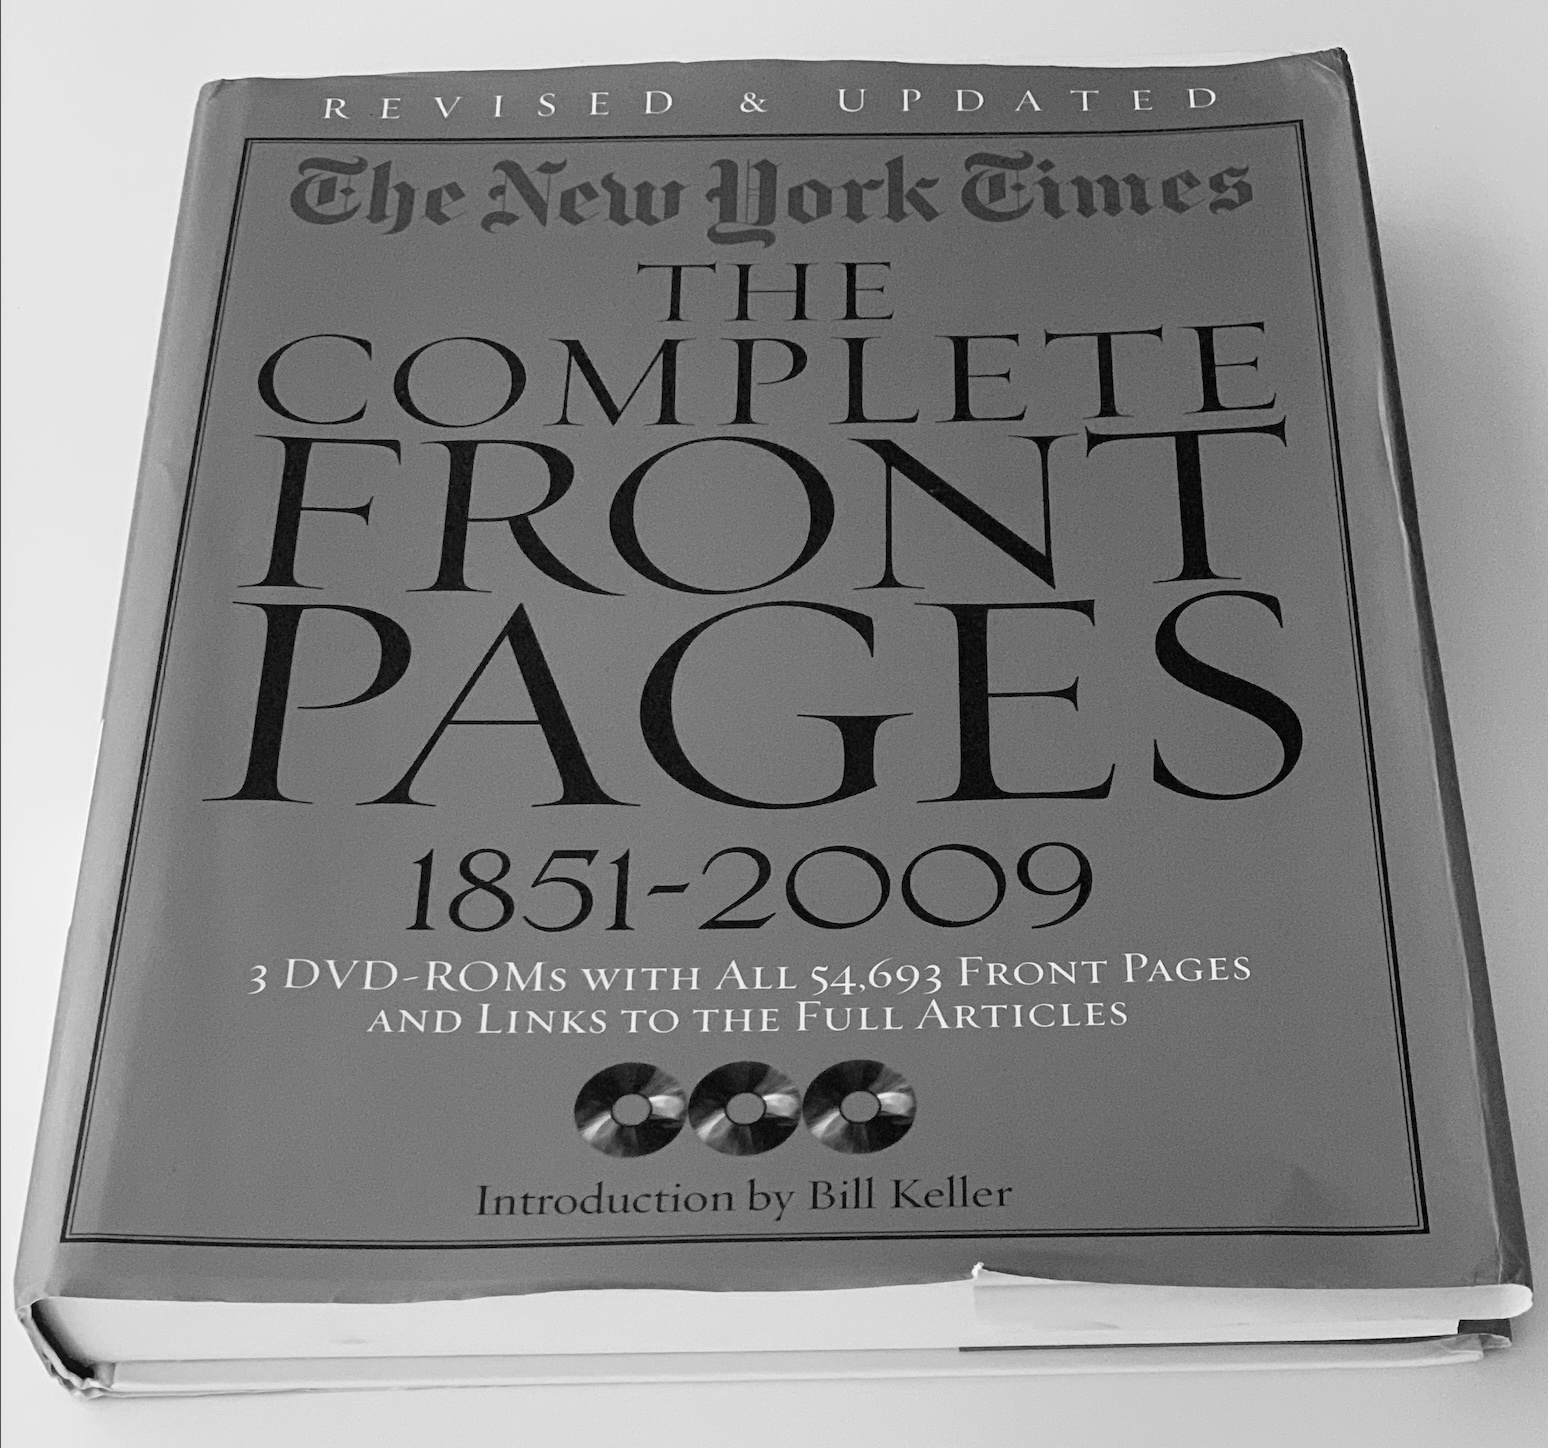 REVISED & UPDATED
The New York Times
THE
COMPLETE
FRONT
PAGES
1851-2009
3 DVD-ROMs WITH ALL 54,693 FRONT PAGES
AND LINKS TO THE FULL ARTICLES
Introduction by Bill Keller